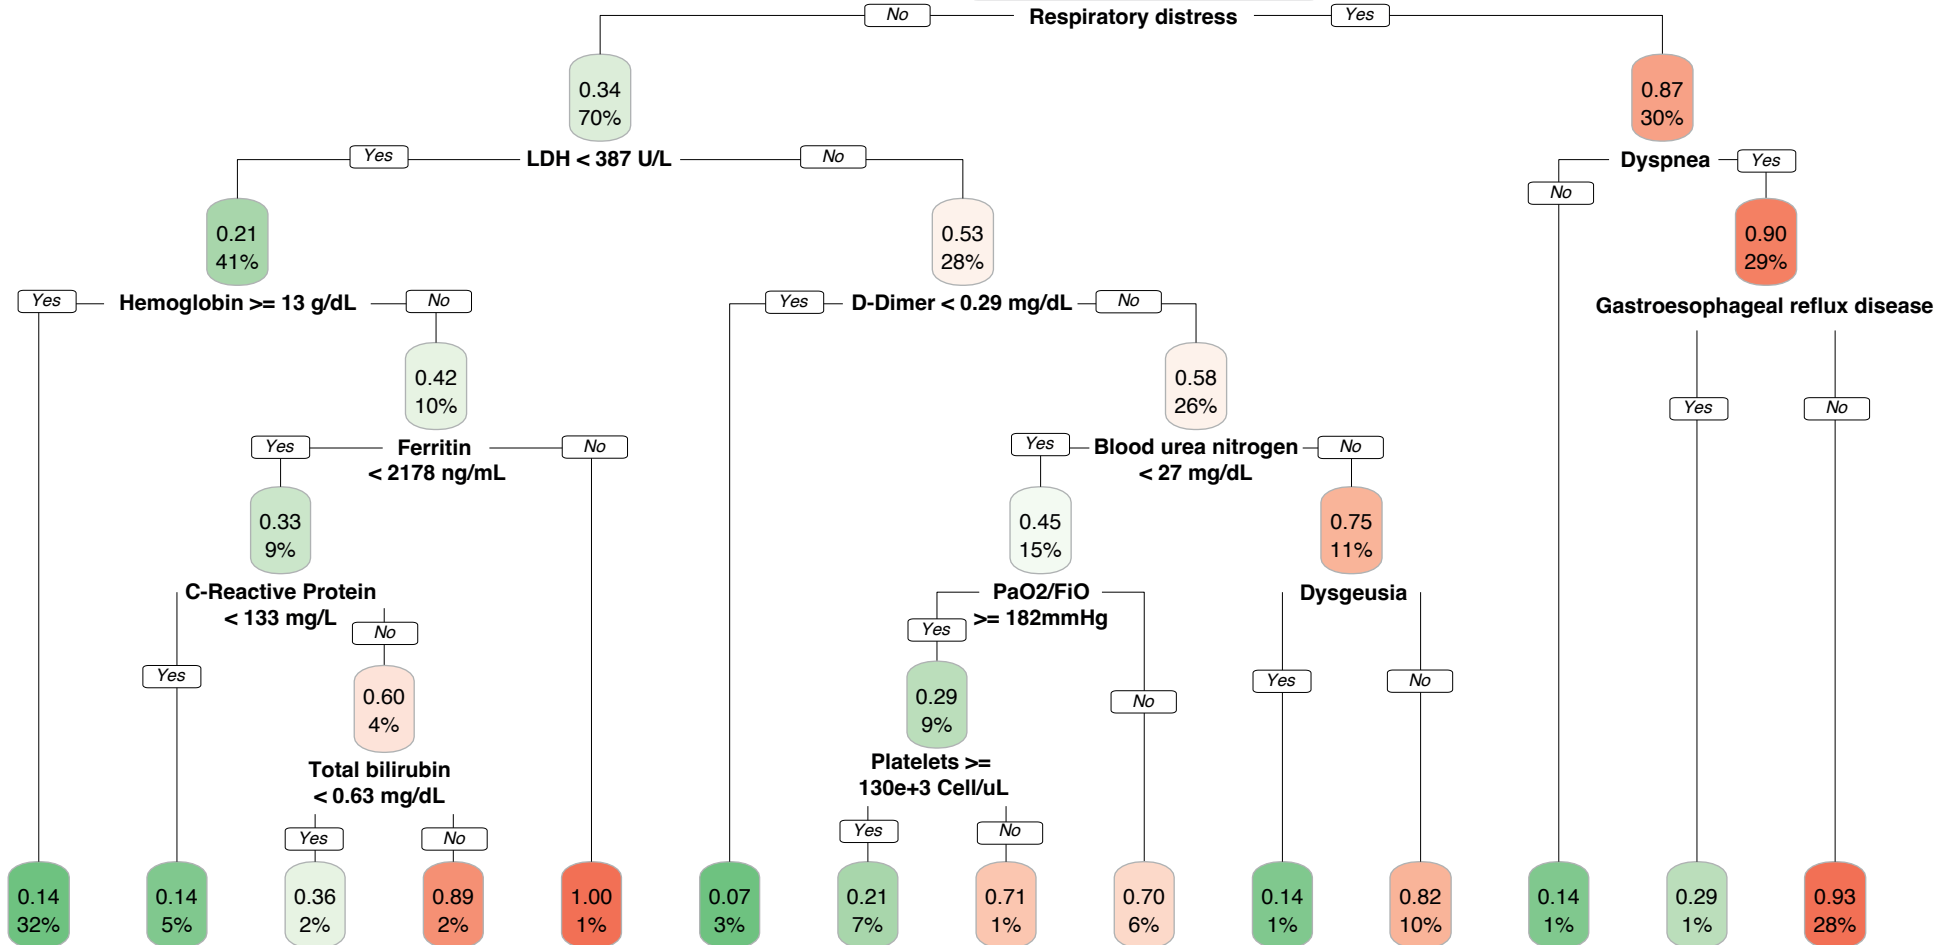 No
Respiratory distress
Yes
0.34
70%
0.87
30%
Yes
LDH < 387 U/L
No
Dyspnea
Yes
No
0.21
41%
0.53
28%
0.90
29%
Yes
Hemoglobin >= 13 g/dL
No
Yes
D-Dimer < 0.29 mg/dL
No
Gastroesophageal reflux disease
0.42
10%
0.58
26%
Yes
No
Yes
Ferritin
< 2178 ng/mL
No
Yes
Blood urea nitrogen
< 27 mg/dL
No
0.33
9%
0.45
15%
0.75
11%
C-Reactive Protein
< 133 mg/L
No
Yes
PaO2/FiO
>= 182mmHg
Yes
No
Dysgeusia
Yes
No
0.60
4%
0.29
9%
Total bilirubin
< 0.63 mg/dL
Yes
No
Platelets >=
130e+3 Cell/uL
Yes
No
0.14
32%
0.14
5%
0.36
2%
0.89
2%
1.00
1%
0.07
3%
0.21
7%
0.71
1%
0.70
6%
0.14
1%
0.82
10%
0.14
1%
0.29
1%
0.93
28%